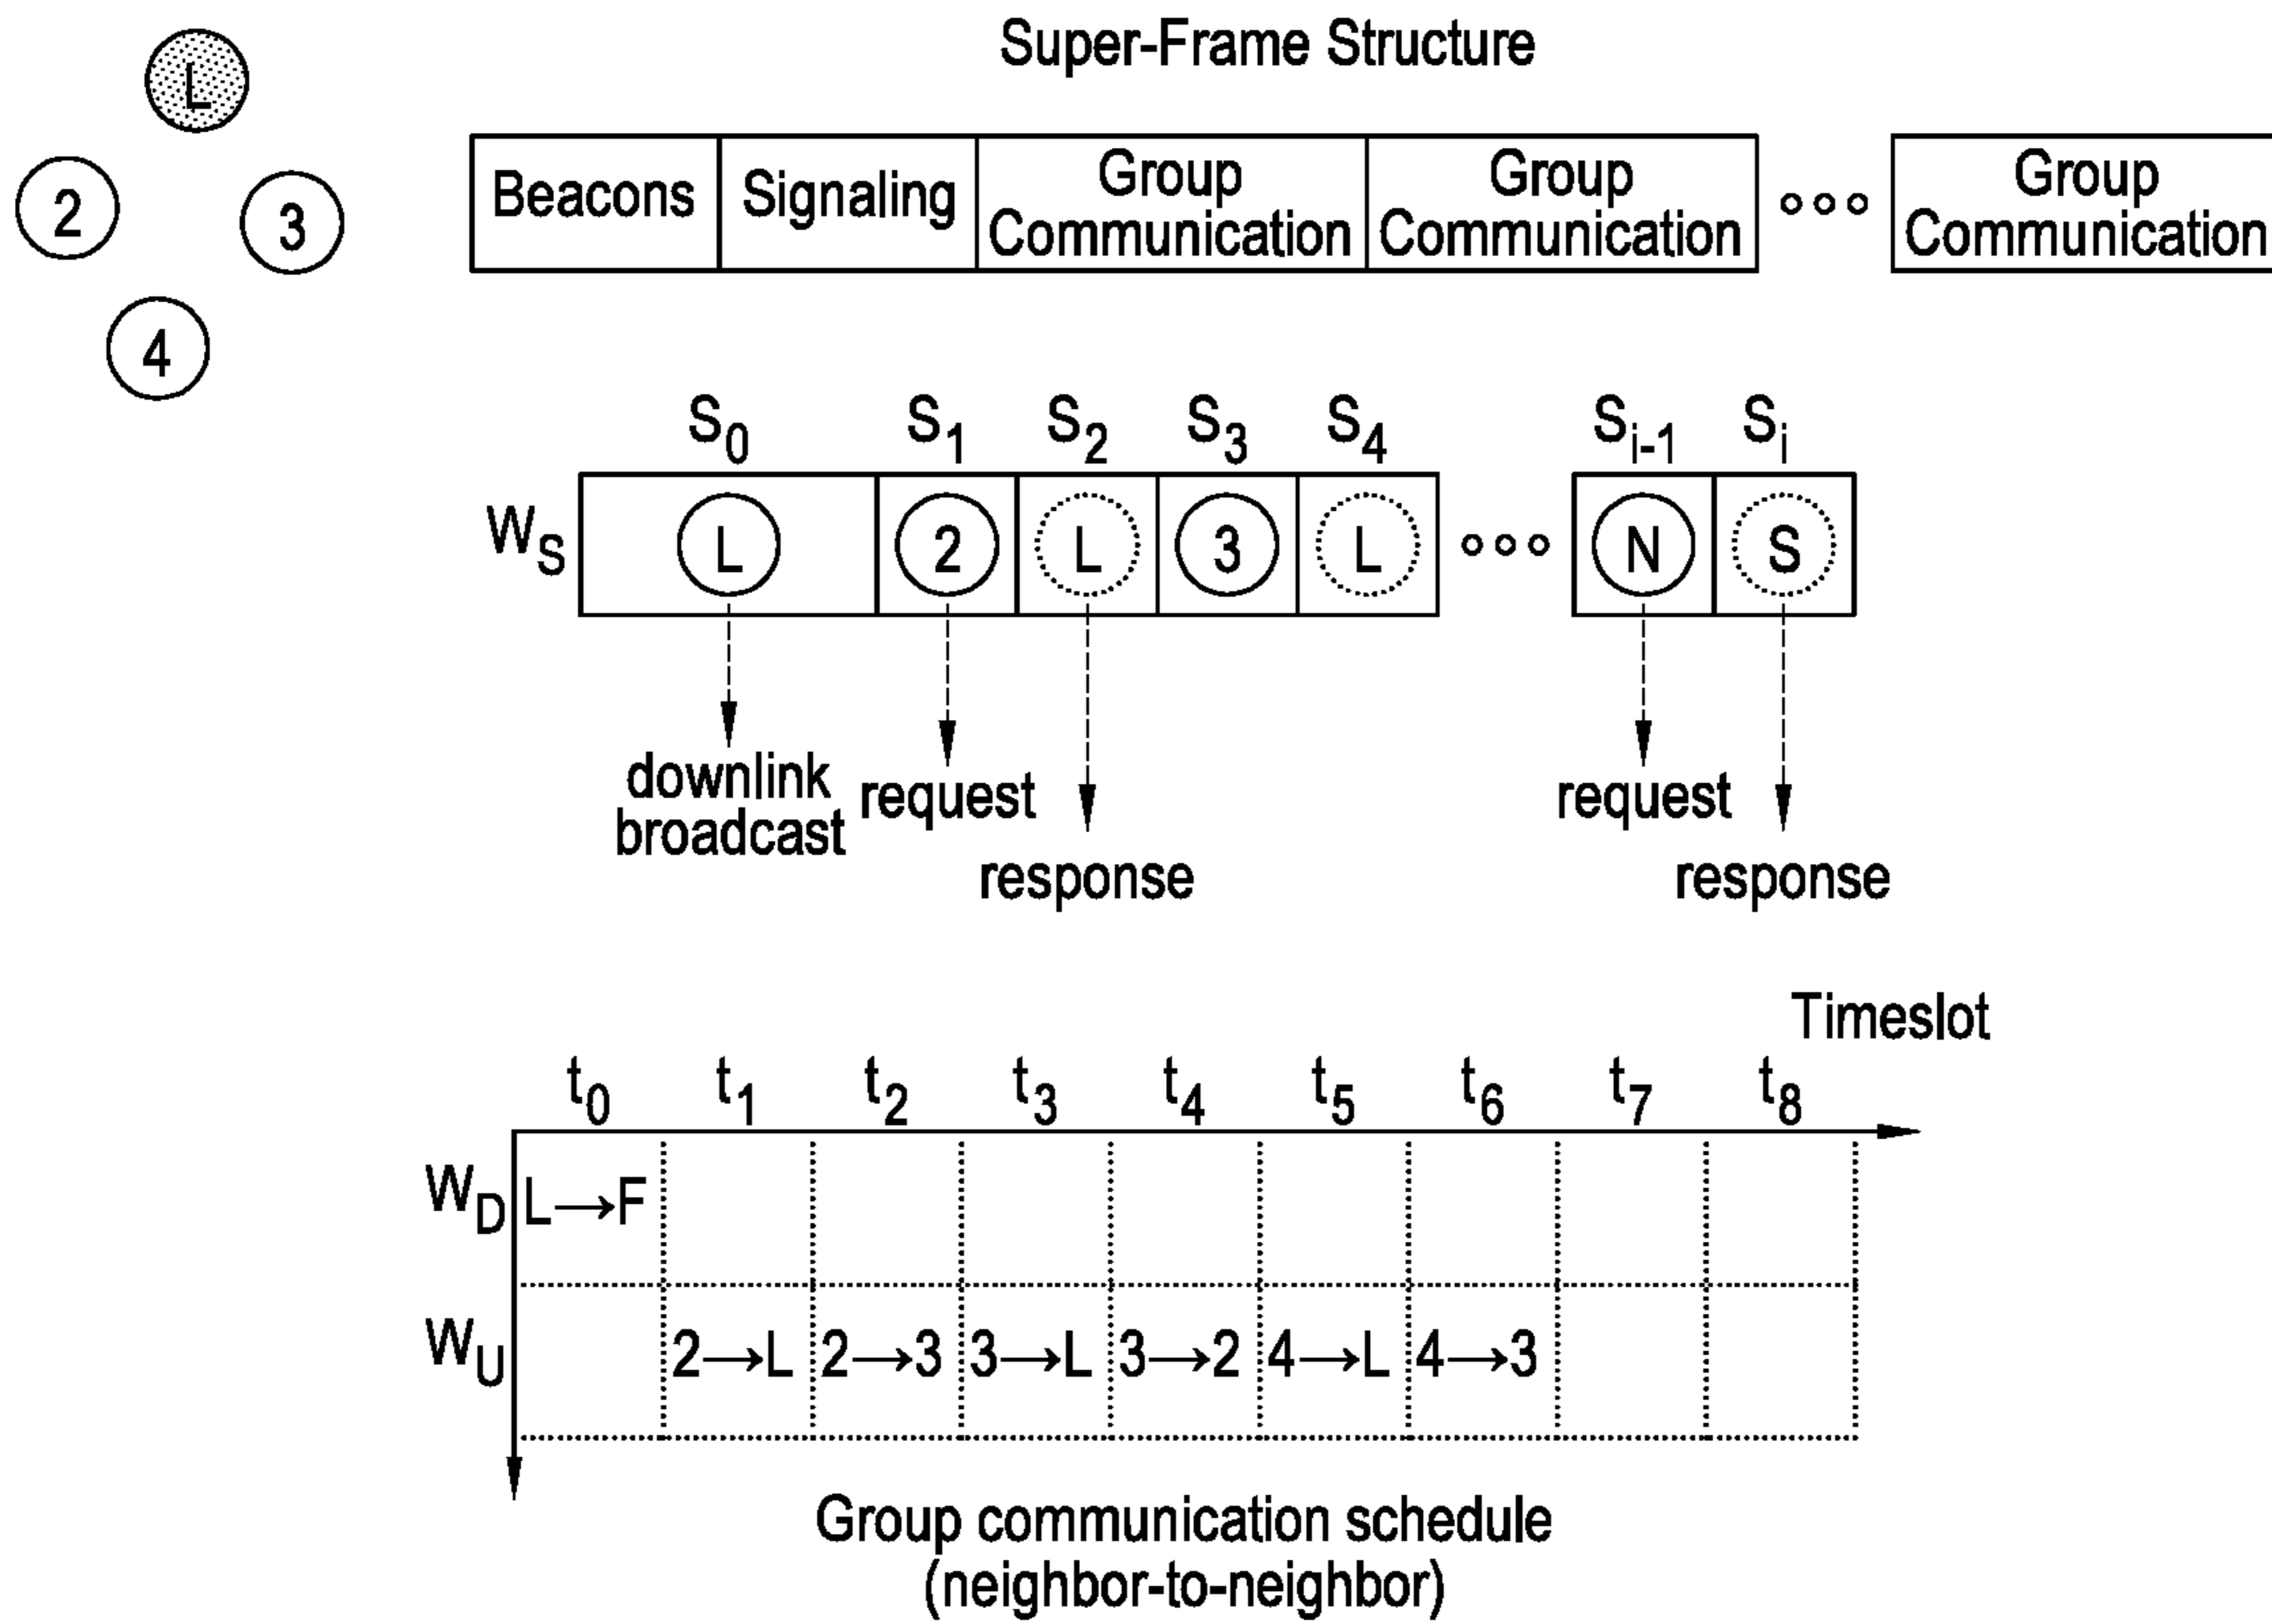 Super-Frame Structure
L
2
3
4
Beacons Signaling Group Communication Group Communication ○○○ Group Communication
S0 S1 S2 S3 S4 Si-1 Si
WS L 2 L 3 L ○○○ N S
downlink broadcast
request
response
request
response
Timeslot
t0 t1 t2 t3 t4 t5 t6 t7 t8
WD L→F
WU 2→L 2→3 3→L 3→2 4→L 4→3
Group communication schedule
(neighbor-to-neighbor)